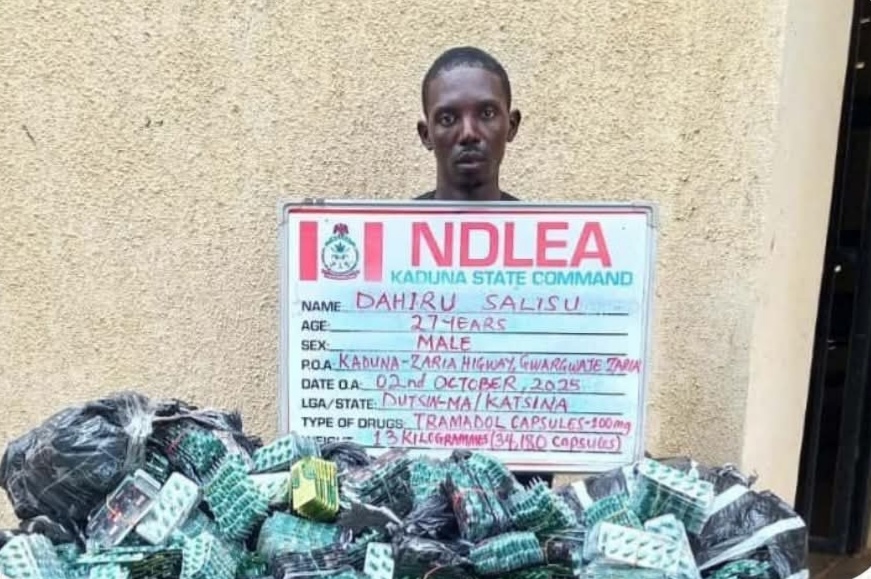 NDLEA
KADUNA STATE COMMAND
NAME DAHIRU SALISU
AGE: 27 YEARS
SEX: MALE
P.O.A: KADUNA-ZARIA HIGWAY, GWARGWAJE ZARIA
DATE O.A: 02nd OCTOBER, 2025
LGA/STATE: DUTSIN-MA/KATSINA
TYPE OF DRUGS: TRAMADOL CAPSULES-100mg
WEIGHT 13 KILOGRAMMES (34,180 Capsules)